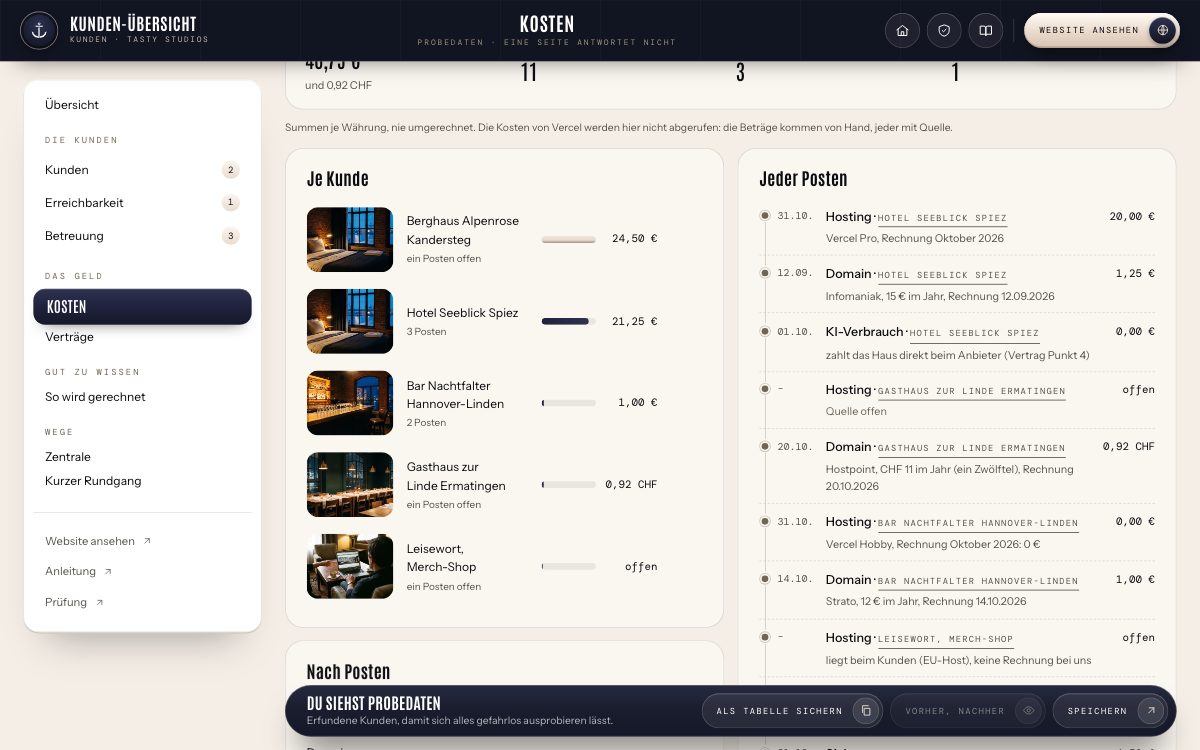 KUNDEN-ÜBERSICHT
KUNDEN · TASTY STUDIOS
KOSTEN
PROBEDATEN · EINE SEITE ANTWORTET NICHT
WEBSITE ANSEHEN
Übersicht
DIE KUNDEN
Kunden 2
Erreichbarkeit 1
Betreuung 3
DAS GELD
KOSTEN
Verträge
GUT ZU WISSEN
So wird gerechnet
WEGE
Zentrale
Kurzer Rundgang
Website ansehen
Anleitung
Prüfung
11
3
1
und 0,92 CHF
Summen je Währung, nie umgerechnet. Die Kosten von Vercel werden hier nicht abgerufen: die Beträge kommen von Hand, jeder mit Quelle.
Je Kunde
Berghaus Alpenrose
Kandersteg
ein Posten offen
24,50 €
Hotel Seeblick Spiez
3 Posten
21,25 €
Bar Nachtfalter
Hannover-Linden
2 Posten
1,00 €
Gasthaus zur
Linde Ermatingen
ein Posten offen
0,92 CHF
Leisewort,
Merch-Shop
ein Posten offen
offen
Nach Posten
Jeder Posten
31.10. Hosting · HOTEL SEEBLICK SPIEZ 20,00 €
Vercel Pro, Rechnung Oktober 2026
12.09. Domain · HOTEL SEEBLICK SPIEZ 1,25 €
Infomaniak, 15 € im Jahr, Rechnung 12.09.2026
01.10. KI-Verbrauch · HOTEL SEEBLICK SPIEZ 0,00 €
zahlt das Haus direkt beim Anbieter (Vertrag Punkt 4)
– Hosting · GASTHAUS ZUR LINDE ERMATINGEN offen
Quelle offen
20.10. Domain · GASTHAUS ZUR LINDE ERMATINGEN 0,92 CHF
Hostpoint, CHF 11 im Jahr (ein Zwölftel), Rechnung
20.10.2026
31.10. Hosting · BAR NACHTFALTER HANNOVER-LINDEN 0,00 €
Vercel Hobby, Rechnung Oktober 2026: 0 €
14.10. Domain · BAR NACHTFALTER HANNOVER-LINDEN 1,00 €
Strato, 12 € im Jahr, Rechnung 14.10.2026
– Hosting · LEISEWORT, MERCH-SHOP offen
liegt beim Kunden (EU-Host), keine Rechnung bei uns
DU SIEHST PROBEDATEN
Erfundene Kunden, damit sich alles gefahrlos ausprobieren lässt.
ALS TABELLE SICHERN
VORHER, NACHHER
SPEICHERN